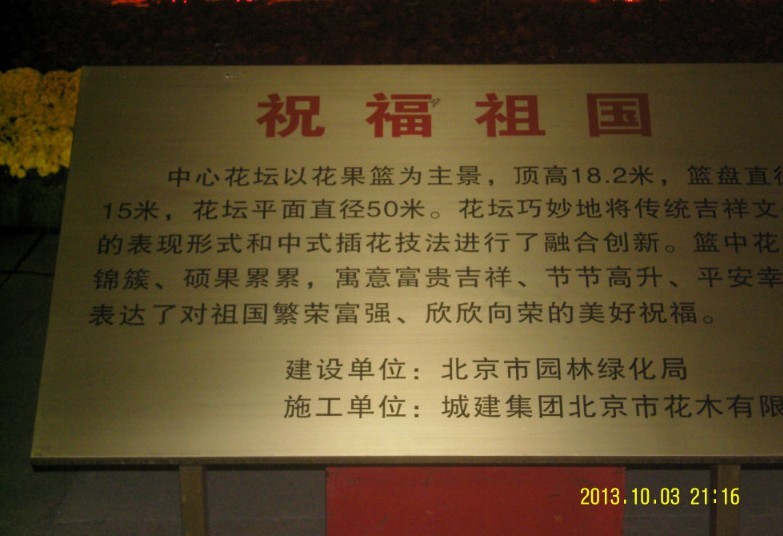 祝福祖国
中心花坛以花果篮为主景，顶高18.2米，篮盘直径
15米，花坛平面直径50米。花坛巧妙地将传统吉祥文
的表现形式和中式插花技法进行了融合创新。篮中花
锦簇、硕果累累，寓意富贵吉祥、节节高升、平安幸
表达了对祖国繁荣富强、欣欣向荣的美好祝福。
建设单位：北京市园林绿化局
施工单位：城建集团北京市花木有限
2013.10.03 21:16